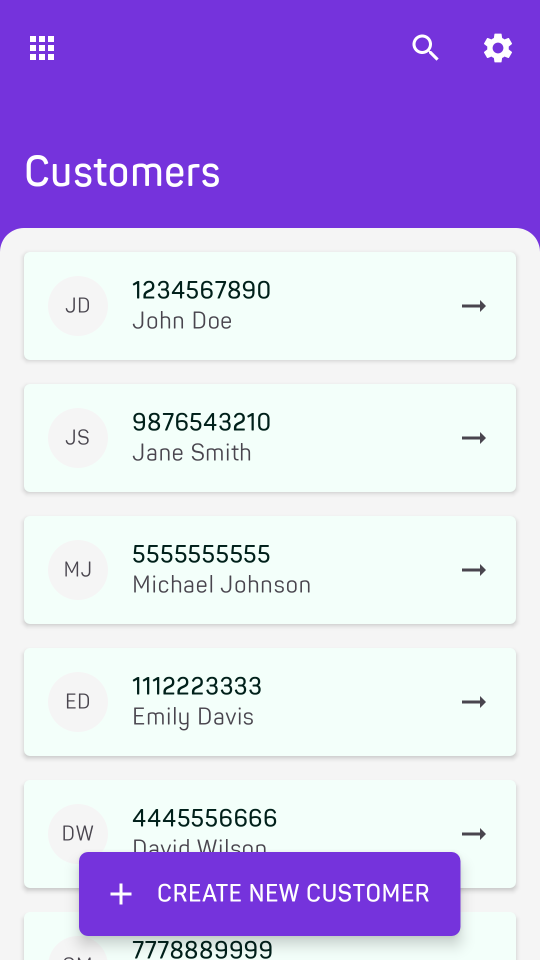 Customers
JD
1234567890
John Doe
JS
9876543210
Jane Smith
MJ
5555555555
Michael Johnson
ED
1112223333
Emily Davis
DW
4445556666
David Wilson
CREATE NEW CUSTOMER
7778889999